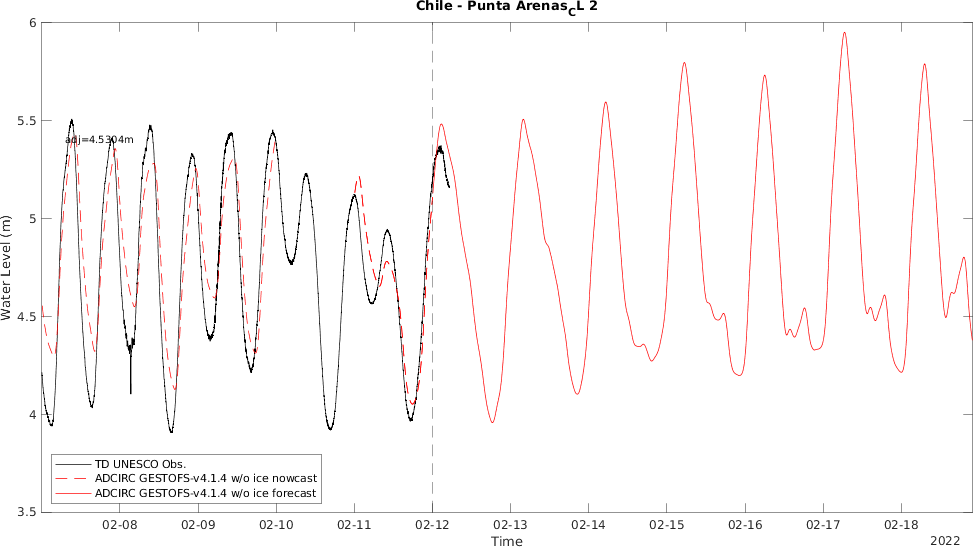 Chile - Punta Arenas_CL 2
6
5.5
5
4.5
4
3.5
Water Level (m)
adj=4.5304m
TD UNESCO Obs.
ADCIRC GESTOFS-v4.1.4 w/o ice nowcast
ADCIRC GESTOFS-v4.1.4 w/o ice forecast
02-08 02-09 02-10 02-11 02-12 02-13 02-14 02-15 02-16 02-17 02-18
Time
2022